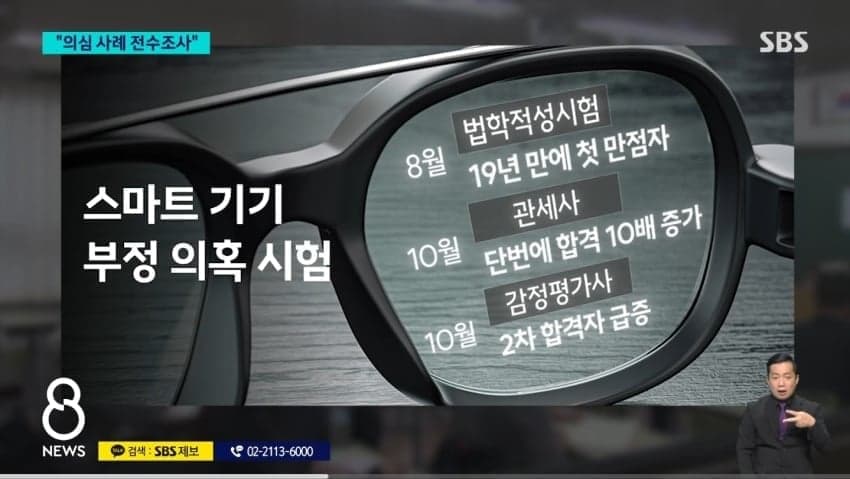 "의심 사례 전수조사"
SBS
스마트 기기
부정 의혹 시험
법학적성시험
8월 19년 만에 첫 만점자
관세사
10월 단번에 합격 10배 증가
감정평가사
10월 2차 합격자 급증
8
NEWS
TALK 검색 : SBS 제보
02-2113-6000